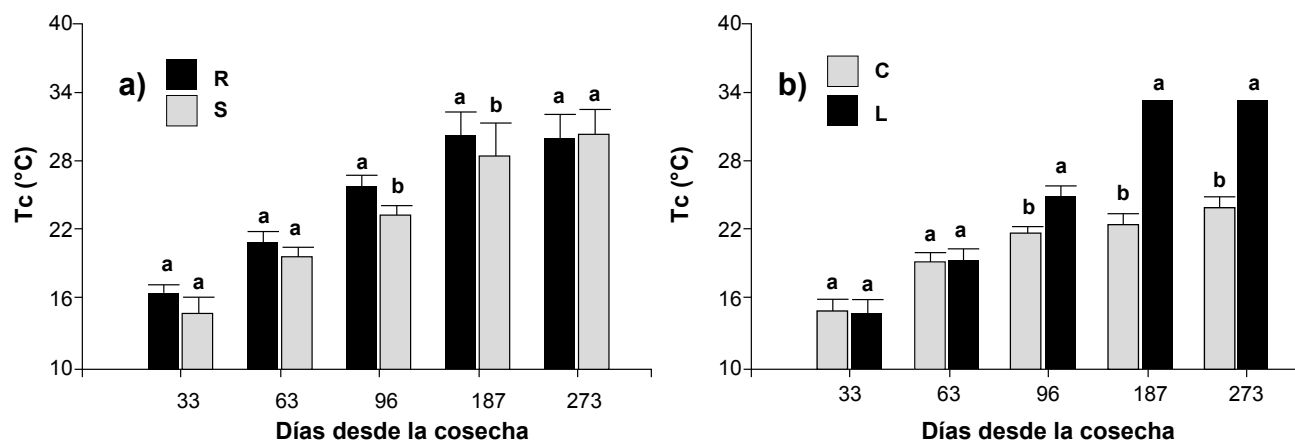 40
34
28
22
16
10
Tc (°C)
a)
R
S
a a
a a
a b
a b
a a
33 63 96 187 273
Días desde la cosecha
40
34
28
22
16
10
Tc (°C)
b)
C
L
a a
a a
b a
b a
b a
33 63 96 187 273
Días desde la cosecha